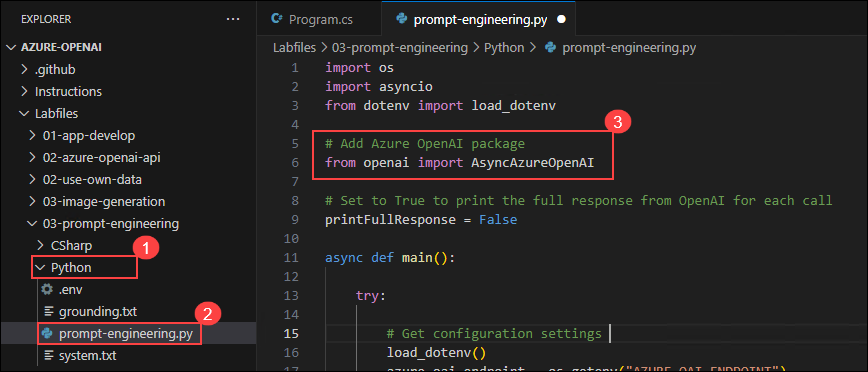 EXPLORER
...
AZURE-OPENAI
.github
Instructions
Labfiles
01-app-develop
02-azure-openai-api
02-use-own-data
03-image-generation
03-prompt-engineering
CSharp
1
Python
.env
grounding.txt
2
prompt-engineering.py
system.txt
C# Program.cs
prompt-engineering.py
Labfiles > 03-prompt-engineering > Python > prompt-engineering.py
1 import os
2 import asyncio
3 from dotenv import load_dotenv
4
3
5 # Add Azure OpenAI package
6 from openai import AsyncAzureOpenAI
7
8 # Set to True to print the full response from OpenAI for each call
9 printFullResponse = False
10
11 async def main():
12
13 try:
14
15 # Get configuration settings
16 load_dotenv()
17 azure_oai_endpoint = os.getenv("AZURE_OAI_ENDPOINT")